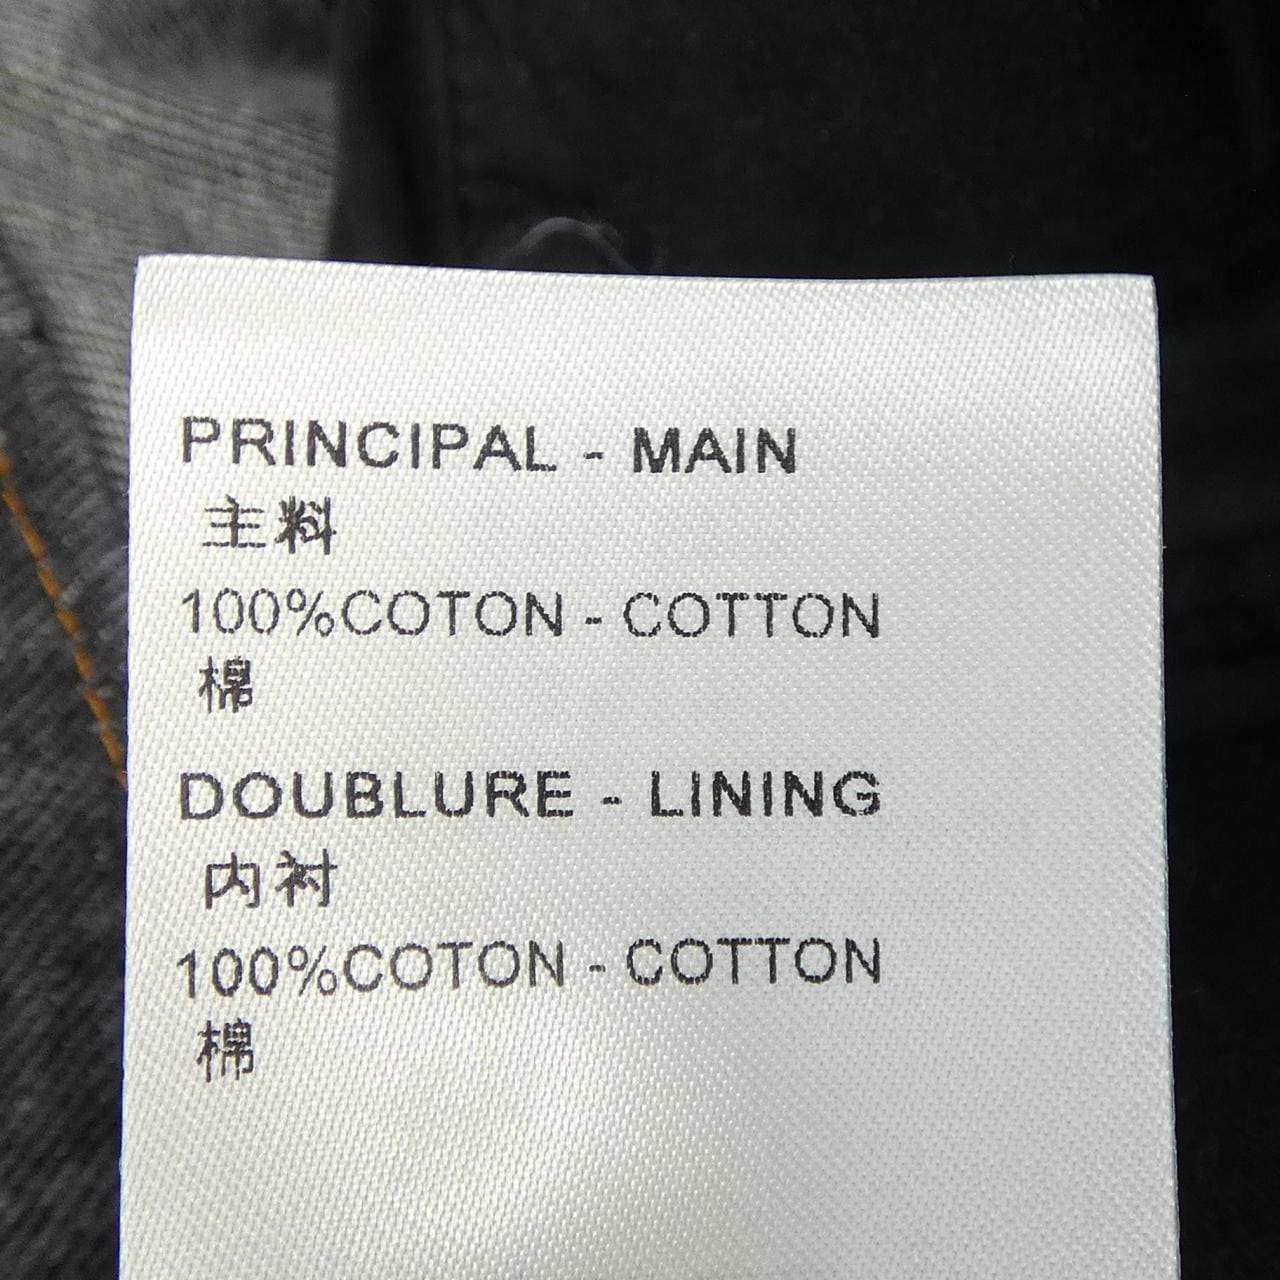 PRINCIPAL - MAIN
主料
100%COTON - COTTON
棉
DOUBLURE - LINING
内衬
100%COTON - COTTON
棉